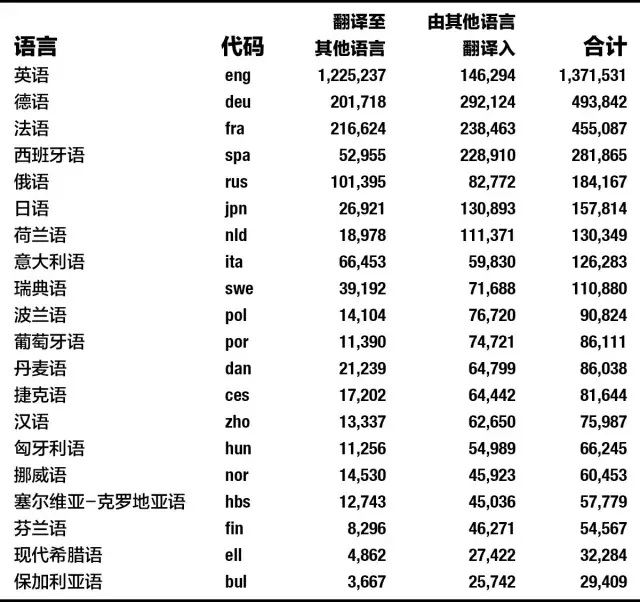 语言 代码 翻译至 其他语言 由其他语言 翻译入 合计
英语 eng 1,225,237 146,294 1,371,531
德语 deu 201,718 292,124 493,842
法语 fra 216,624 238,463 455,087
西班牙语 spa 52,955 228,910 281,865
俄语 rus 101,395 82,772 184,167
日语 jpn 26,921 130,893 157,814
荷兰语 nld 18,978 111,371 130,349
意大利语 ita 66,453 59,830 126,283
瑞典语 swe 39,192 71,688 110,880
波兰语 pol 14,104 76,720 90,824
葡萄牙语 por 11,390 74,721 86,111
丹麦语 dan 21,239 64,799 86,038
捷克语 ces 17,202 64,442 81,644
汉语 zho 13,337 62,650 75,987
匈牙利语 hun 11,256 54,989 66,245
挪威语 nor 14,530 45,923 60,453
塞尔维亚-克罗地亚语 hbs 12,743 45,036 57,779
芬兰语 fin 8,296 46,271 54,567
现代希腊语 ell 4,862 27,422 32,284
保加利亚语 bul 3,667 25,742 29,409